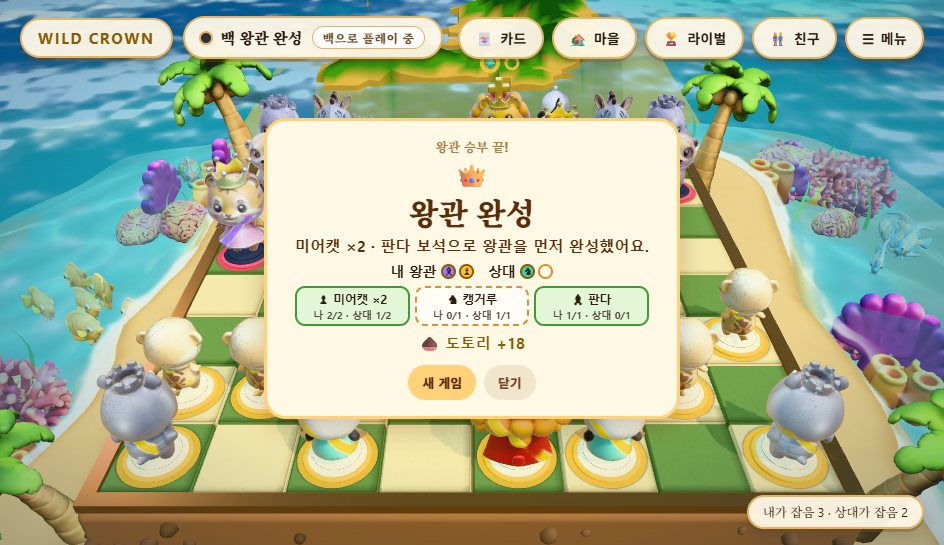 WILD CROWN
백 왕관 완성 백으로 플레이 중
카드
마을
라이벌
친구
☰ 메뉴
왕관 승부 끝!
왕관 완성
미어캣 ×2 · 판다 보석으로 왕관을 먼저 완성했어요.
내 왕관 상대
미어캣 ×2
나 2/2 · 상대 1/2
캥거루
나 0/1 · 상대 1/1
판다
나 1/1 · 상대 0/1
도토리 +18
새 게임
닫기
내가 잡음 3 · 상대가 잡음 2